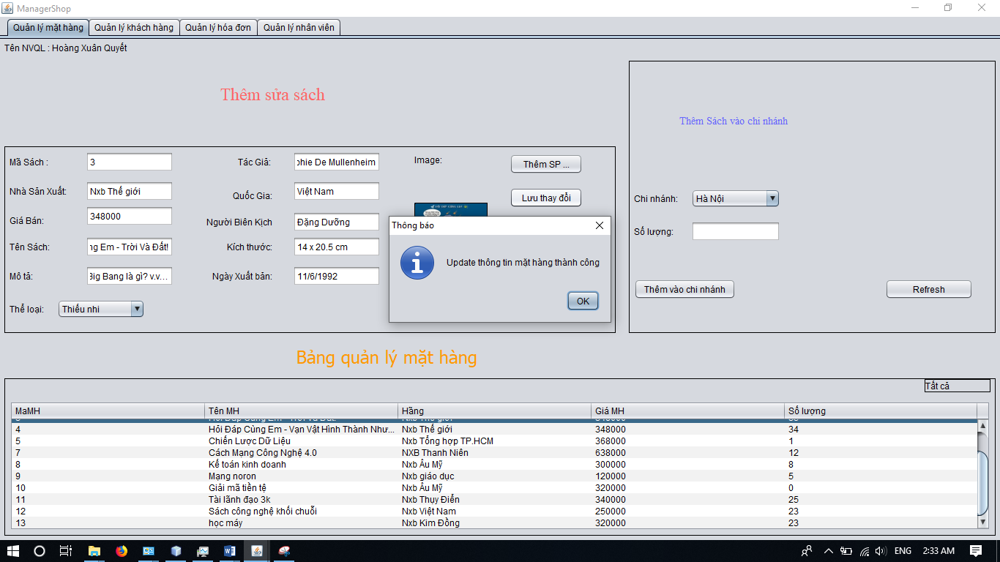 ManagerShop
Quản lý mặt hàng Quản lý khách hàng Quản lý hóa đơn Quản lý nhân viên
Tên NVQL : Hoàng Xuân Quyết
Thêm sửa sách
Thêm Sách vào chi nhánh
Mã Sách : 3 Tác Giả: phie De Mullenheim Image: Thêm SP ...
Nhà Sản Xuất: Nxb Thế giới Quốc Gia: Việt Nam Lưu thay đổi
Giá Bán: 348000 Người Biên Kịch Đặng Dưỡng
Tên Sách: ng Em - Trời Và Đất! Kích thước: 14 x 20.5 cm
Mô tả: Big Bang là gì? v.v... Ngày Xuất bản: 11/6/1992
Thể loại: Thiếu nhi
Thông báo
Update thông tin mặt hàng thành công
OK
Chi nhánh: Hà Nội
Số lượng:
Thêm vào chi nhánh Refresh
Bảng quản lý mặt hàng
Tất cả
MaMH Tên MH Hãng Giá MH Số lượng
4 Hỏi Đáp Cùng Em - Vạn Vật Hình Thành Như... Nxb Thế giới 348000 34
5 Chiến Lược Dữ Liệu Nxb Tổng hợp TP.HCM 368000 1
7 Cách Mạng Công Nghệ 4.0 NXB Thanh Niên 638000 12
8 Kế toán kinh doanh Nxb Âu Mỹ 300000 8
9 Mạng noron Nxb giáo dục 120000 5
10 Giải mã tiền tệ Nxb Âu Mỹ 320000 0
11 Tài lãnh đạo 3k Nxb Thụy Điển 340000 25
12 Sách công nghệ khối chuỗi Nxb Việt Nam 250000 23
13 học máy Nxb Kim Đồng 320000 23
ENG 2:33 AM